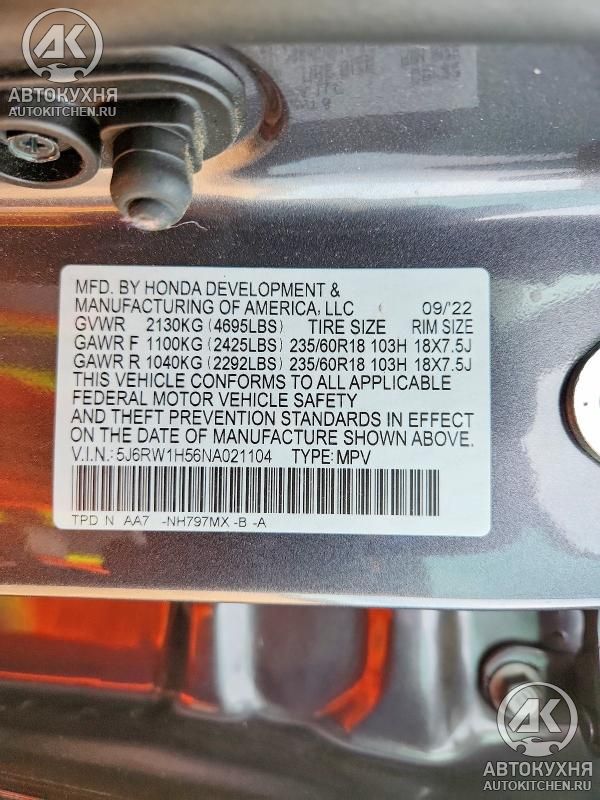 АК
АВТОКУХНЯ
AUTOKITCHEN.RU
MFD. BY HONDA DEVELOPMENT &
MANUFACTURING OF AMERICA, LLC 09/'22
GVWR 2130KG (4695LBS) TIRE SIZE RIM SIZE
GAWR F 1100KG (2425LBS) 235/60R18 103H 18X7.5J
GAWR R 1040KG (2292LBS) 235/60R18 103H 18X7.5J
THIS VEHICLE CONFORMS TO ALL APPLICABLE
FEDERAL MOTOR VEHICLE SAFETY
AND THEFT PREVENTION STANDARDS IN EFFECT
ON THE DATE OF MANUFACTURE SHOWN ABOVE.
V.I.N.: 5J6RW1H56NA021104 TYPE: MPV
TPD N AA7 -NH797MX -B -A
АК
АВТОКУХНЯ
AUTOKITCHEN.RU